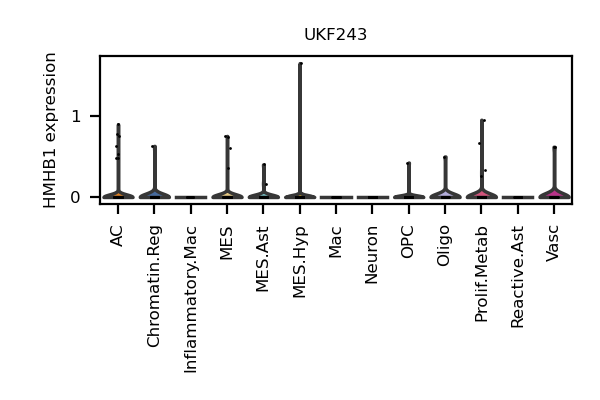 UKF243
HMHB1 expression
1
0
AC
Chromatin.Reg
Inflammatory.Mac
MES
MES.Ast
MES.Hyp
Mac
Neuron
OPC
Oligo
Prolif.Metab
Reactive.Ast
Vasc